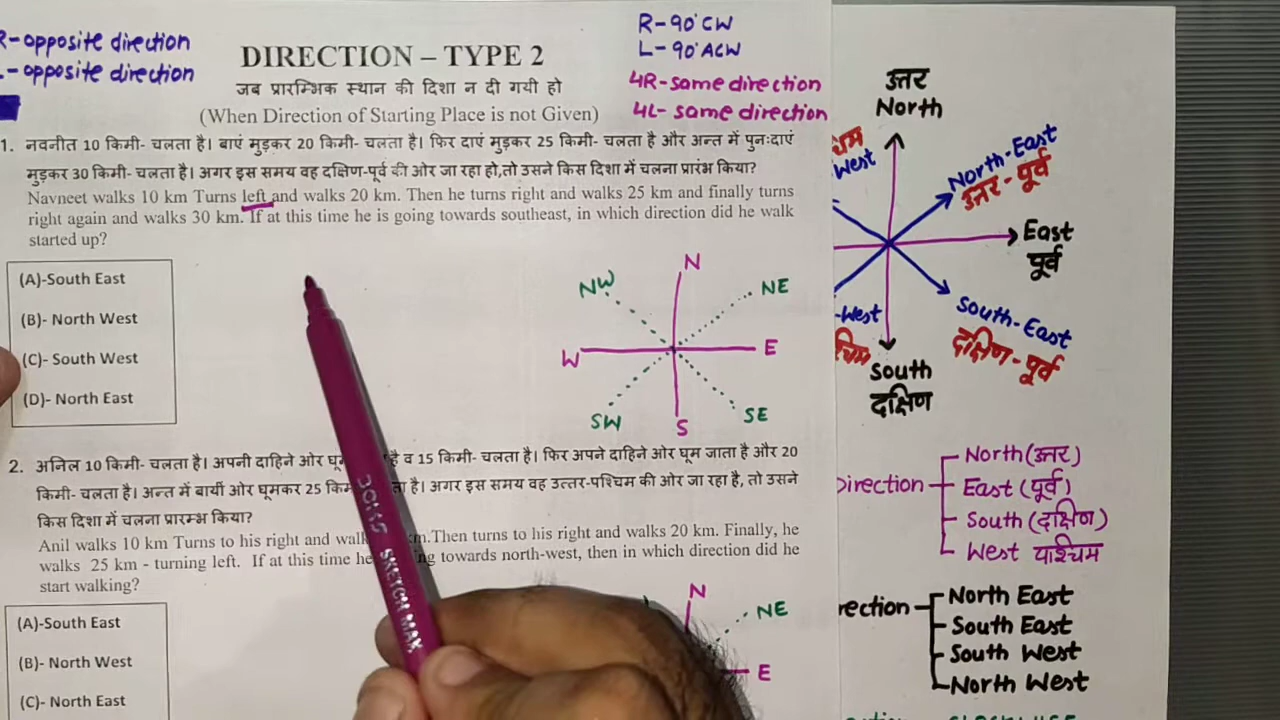 R-opposite direction
L-opposite direction
DIRECTION – TYPE 2
R-90°CW
L-90°ACW
4R-same direction
4L- same direction
जब प्रारम्भिक स्थान की दिशा न दी गयी हो
(When Direction of Starting Place is not Given)
1. नवनीत 10 किमी- चलता है। बाएं मुड़कर 20 किमी- चलता है। फिर दाएं मुड़कर 25 किमी- चलता है और अन्त में पुनःदाएं
मुड़कर 30 किमी- चलता है। अगर इस समय वह दक्षिण-पूर्व की ओर जा रहा हो,तो उसने किस दिशा में चलना प्रारंभ किया?
Navneet walks 10 km Turns left and walks 20 km. Then he turns right and walks 25 km and finally turns
right again and walks 30 km. If at this time he is going towards southeast, in which direction did he walk
started up?
(A)-South East
(B)- North West
(C)- South West
(D)- North East
N
NW
NE
W
E
SW
S
SE
2. अनिल 10 किमी- चलता है। अपनी दाहिने ओर है व 15 किमी- चलता है। फिर अपने दाहिने ओर घूम जाता है और 20
किमी- चलता है। अन्त में बायीं ओर घूमकर 25 है। अगर इस समय वह उत्तर-पश्चिम की ओर जा रहा है, तो उसने
किस दिशा में चलना प्रारम्भ किया?
Anil walks 10 km Turns to his right and .Then turns to his right and walks 20 km. Finally, he
walks 25 km - turning left. If at this time he towards north-west, then in which direction did he
start walking?
(A)-South East
(B)- North West
(C)- North East
N
NE
E
SKETCH MAK
उत्तर
North
West
North-East
उत्तर-पूर्व
East
पूर्व
-West
South-East
दक्षिण-पूर्व
South
दक्षिण
Direction
North(उत्तर)
East (पूर्व)
South (दक्षिण)
West पश्चिम
North East
South East
South West
North West